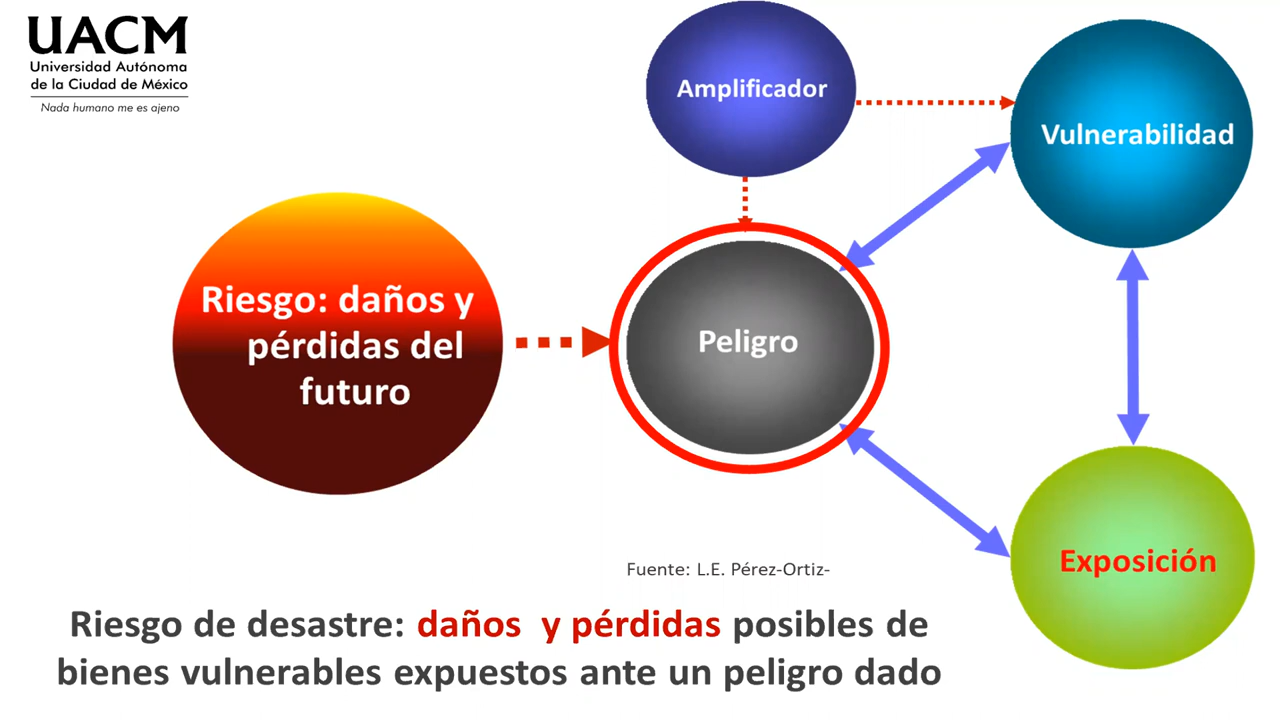 UACM
Universidad Autónoma
de la Ciudad de México
Nada humano me es ajeno
Amplificador
Vulnerabilidad
Riesgo: daños y
pérdidas del
futuro
Peligro
Exposición
Fuente: L.E. Pérez-Ortiz-
Riesgo de desastre: daños y pérdidas posibles de
bienes vulnerables expuestos ante un peligro dado